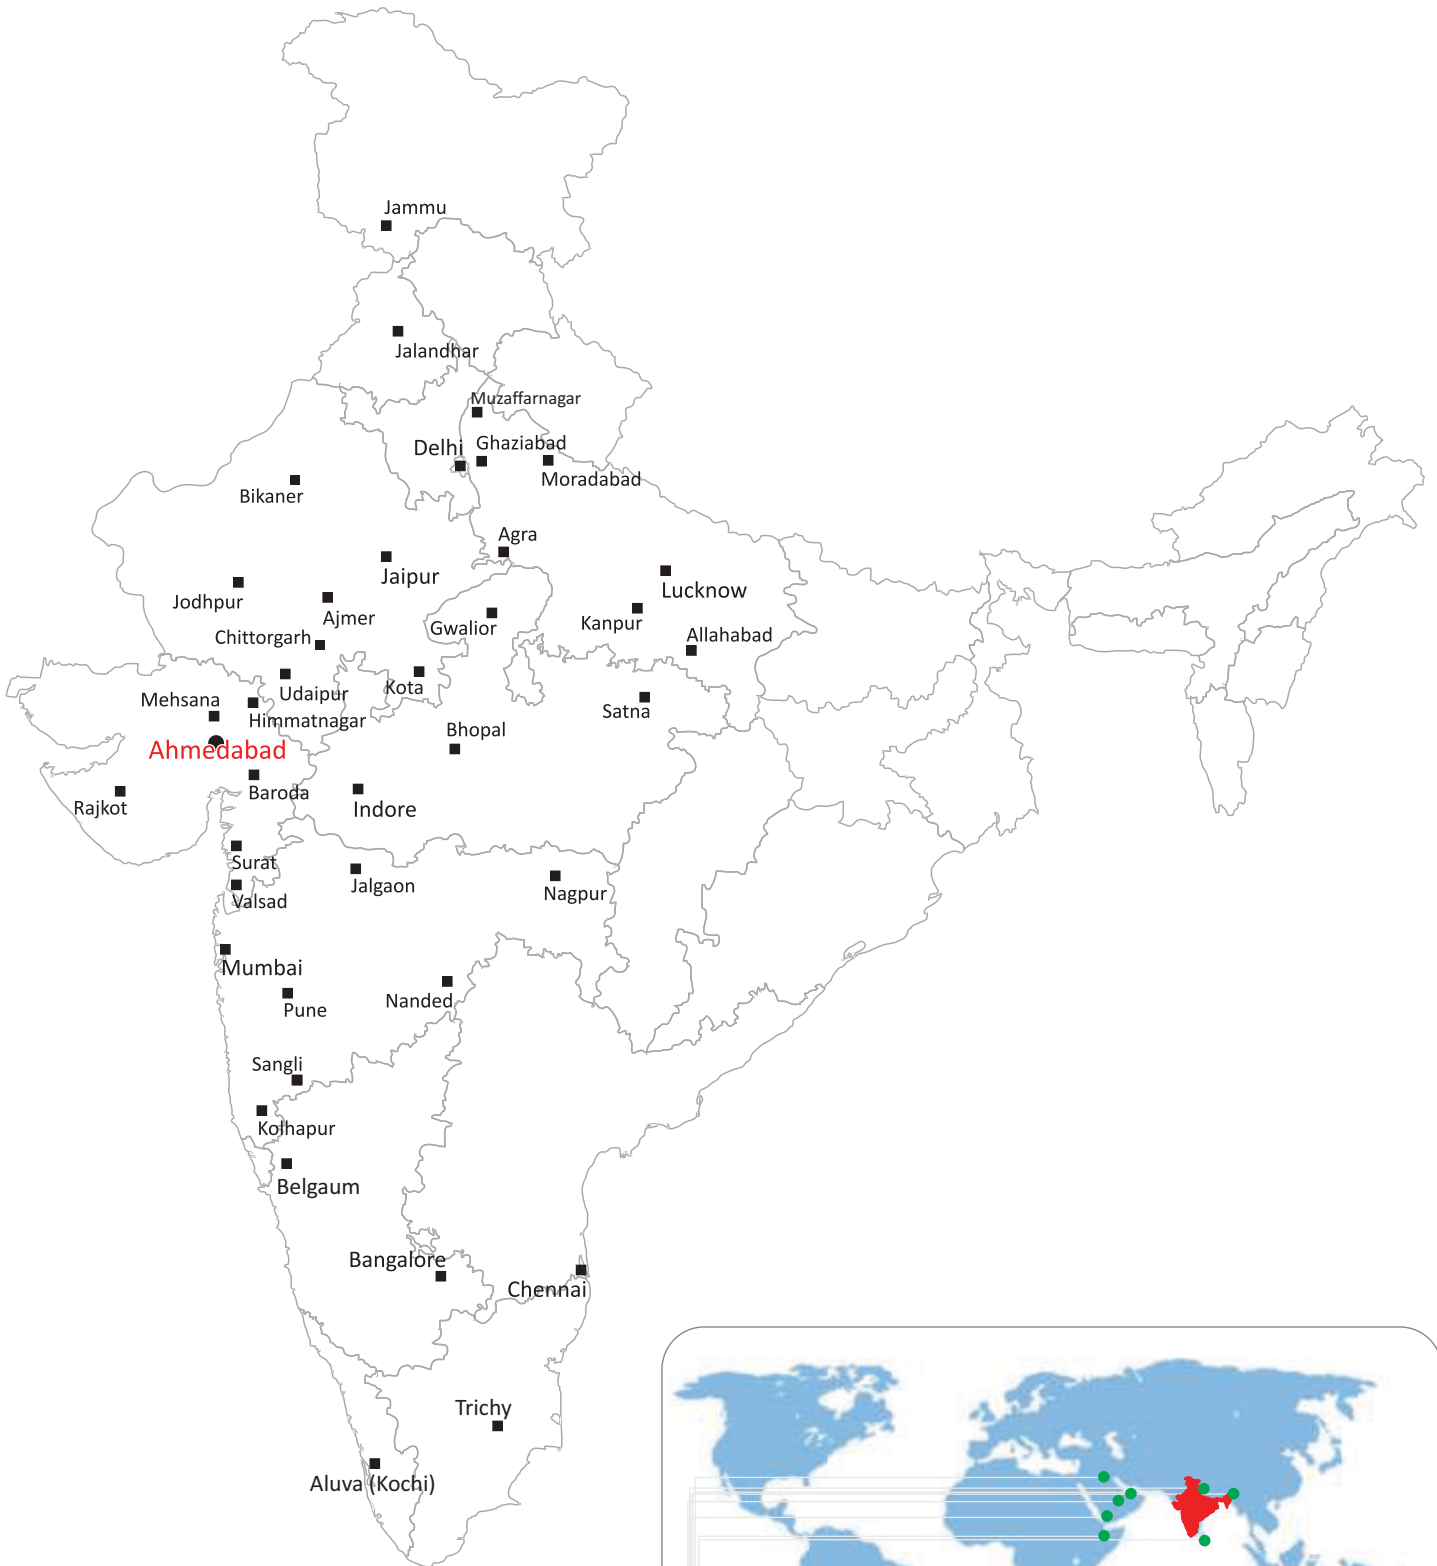 Jammu
Jalandhar
Muzaffarnagar
Delhi
Ghaziabad
Moradabad
Bikaner
Agra
Jaipur
Lucknow
Jodhpur
Ajmer
Kanpur
Gwalior
Chittorgarh
Allahabad
Udaipur
Kota
Mehsana
Satna
Himmatnagar
Bhopal
Ahmedabad
Baroda
Rajkot
Indore
Surat
Jalgaon
Nagpur
Valsad
Mumbai
Nanded
Pune
Sangli
Kolhapur
Belgaum
Bangalore
Chennai
Trichy
Aluva (Kochi)